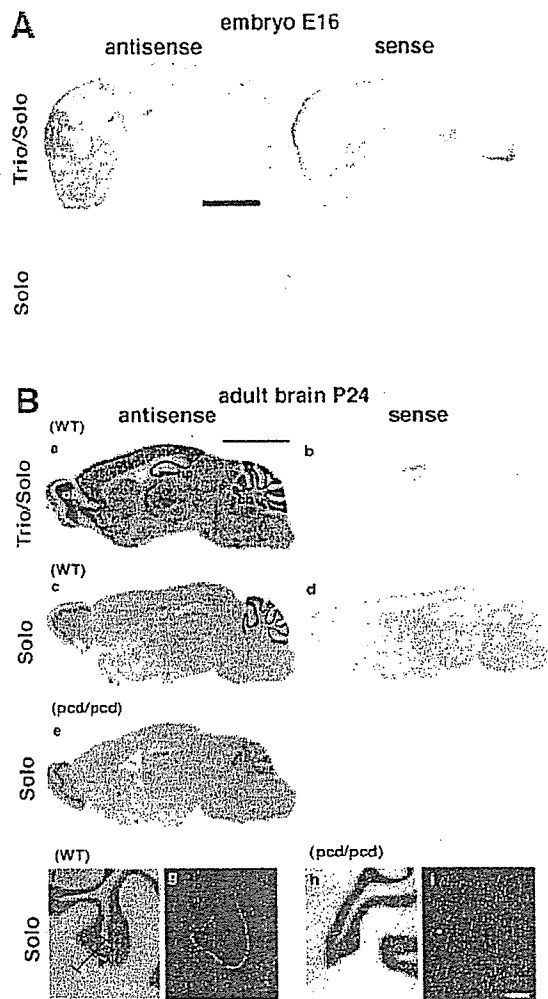 A
embryo E16
antisense sense
Trio/Solo
Solo
B
adult brain P24
antisense sense
(WT)
a b
Trio/Solo
(WT)
c d
Solo
(pcd/pcd)
e
Solo
(WT) (pcd/pcd)
g h i
Solo